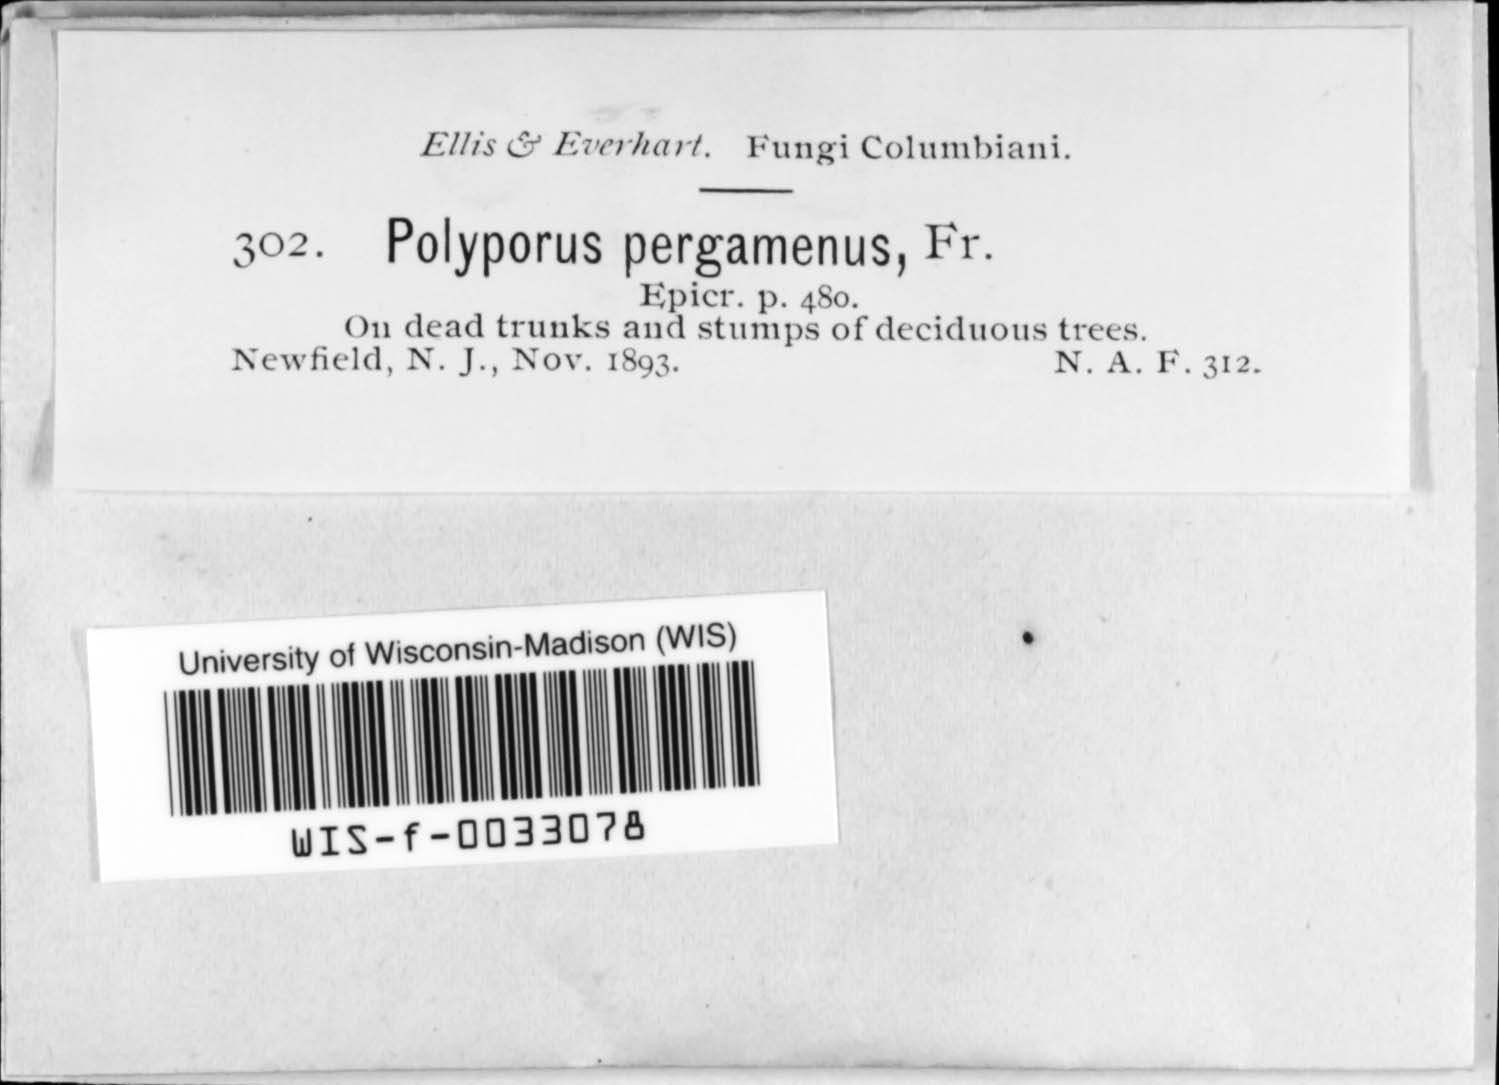 Ellis & Everhart. Fungi Columbiani.
302. Polyporus pergamenus, Fr.
Epicr. p. 480.
On dead trunks and stumps of deciduous trees.
Newfield, N. J., Nov. 1893. N. A. F. 312.
University of Wisconsin-Madison (WIS)
WIS-f-0033078